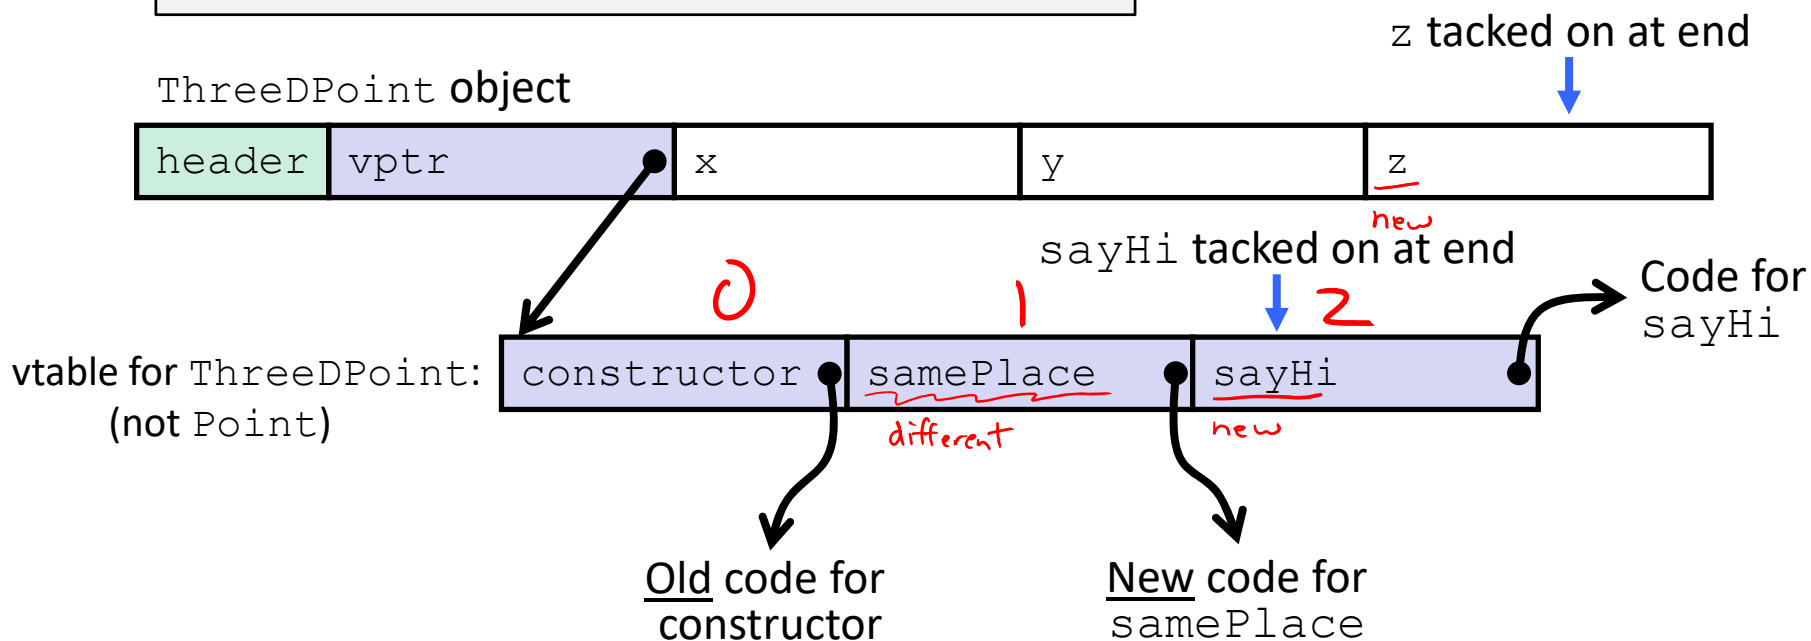 z tacked on at end
ThreeDPoint object
header vptr x y z
new
sayHi tacked on at end
0 1 2
Code for
sayHi
vtable for ThreeDPoint:
(not Point)
constructor samePlace sayHi
different new
Old code for
constructor
New code for
samePlace